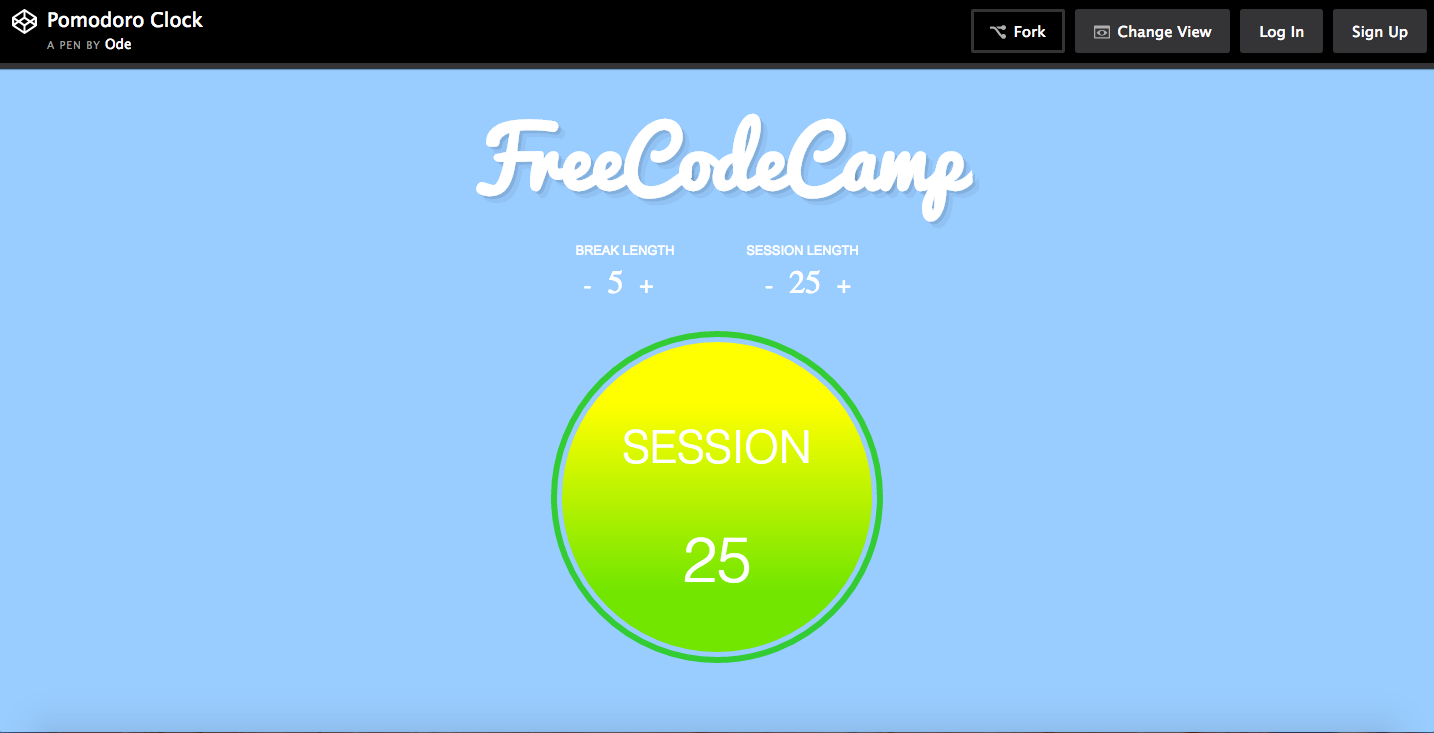 Pomodoro Clock
A PEN BY Ode
Fork Change View Log In Sign Up
FreeCodeCamp
BREAK LENGTH SESSION LENGTH
- 5 + - 25 +
SESSION
25